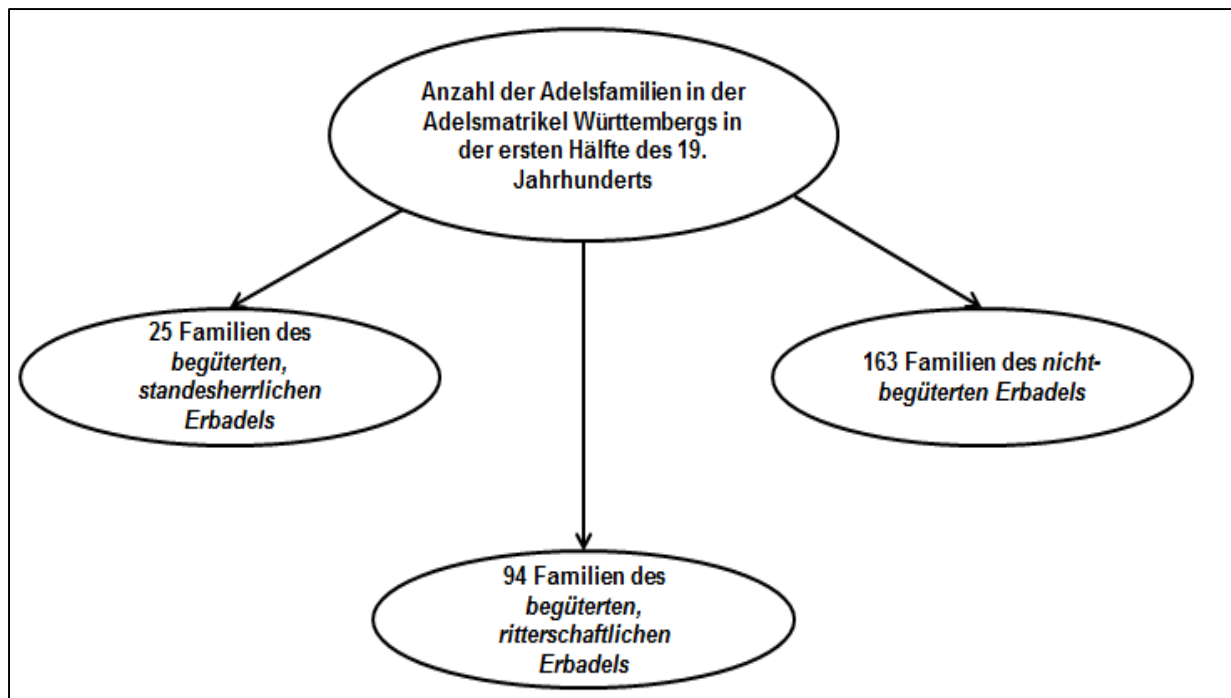 Anzahl der Adelsfamilien in der
Adelsmatrikel Württembergs in
der ersten Hälfte des 19.
Jahrhunderts
25 Familien des
begüterten,
standesherrlichen
Erbadels
163 Familien des nicht-
begüterten Erbadels
94 Familien des
begüterten,
ritterschaftlichen
Erbadels